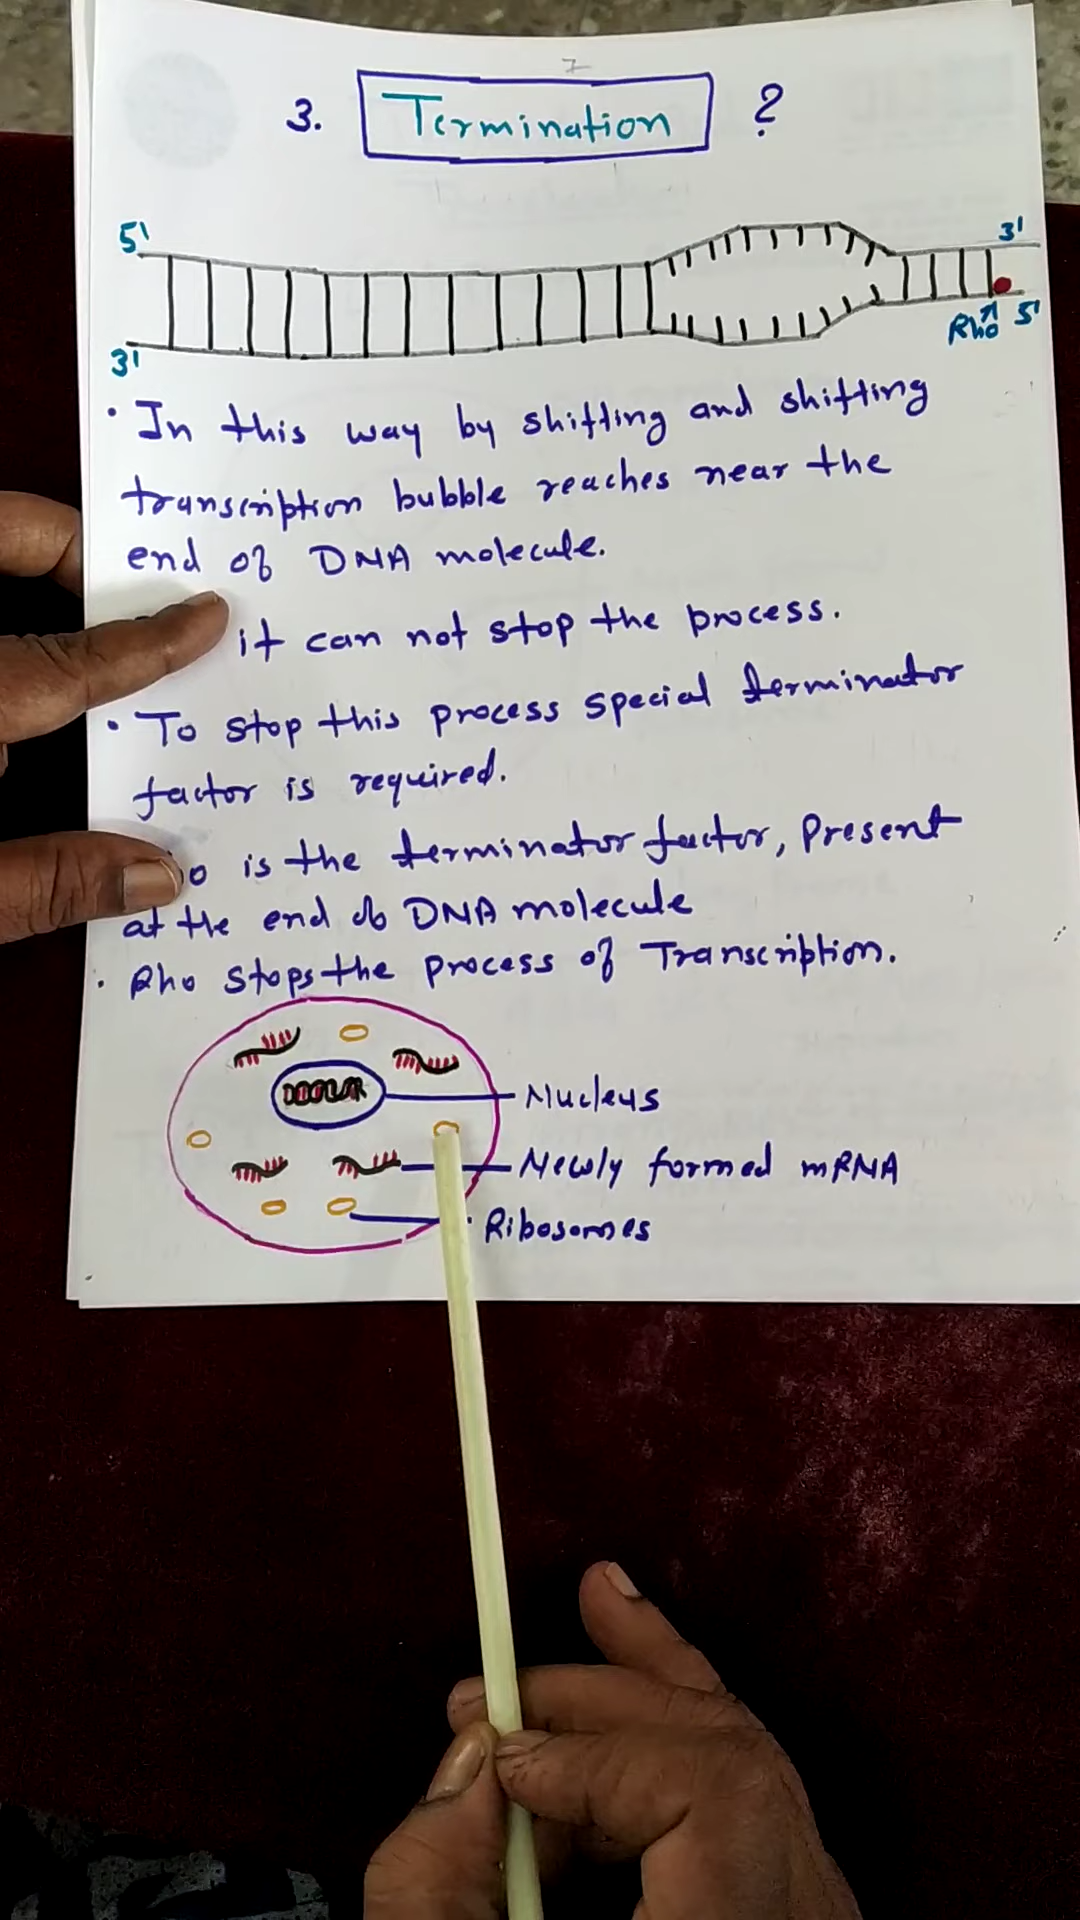 3. Termination ?
5' 3'
3' Rho 5'
• In this way by shifting and shifting
transcription bubble reaches near the
end of DNA molecule.
it can not stop the process.
• To stop this process special terminator
factor is required.
o is the terminator factor, Present
at the end of DNA molecule
• Rho stops the process of Transcription.
Nucleus
Newly formed mRNA
Ribosomes